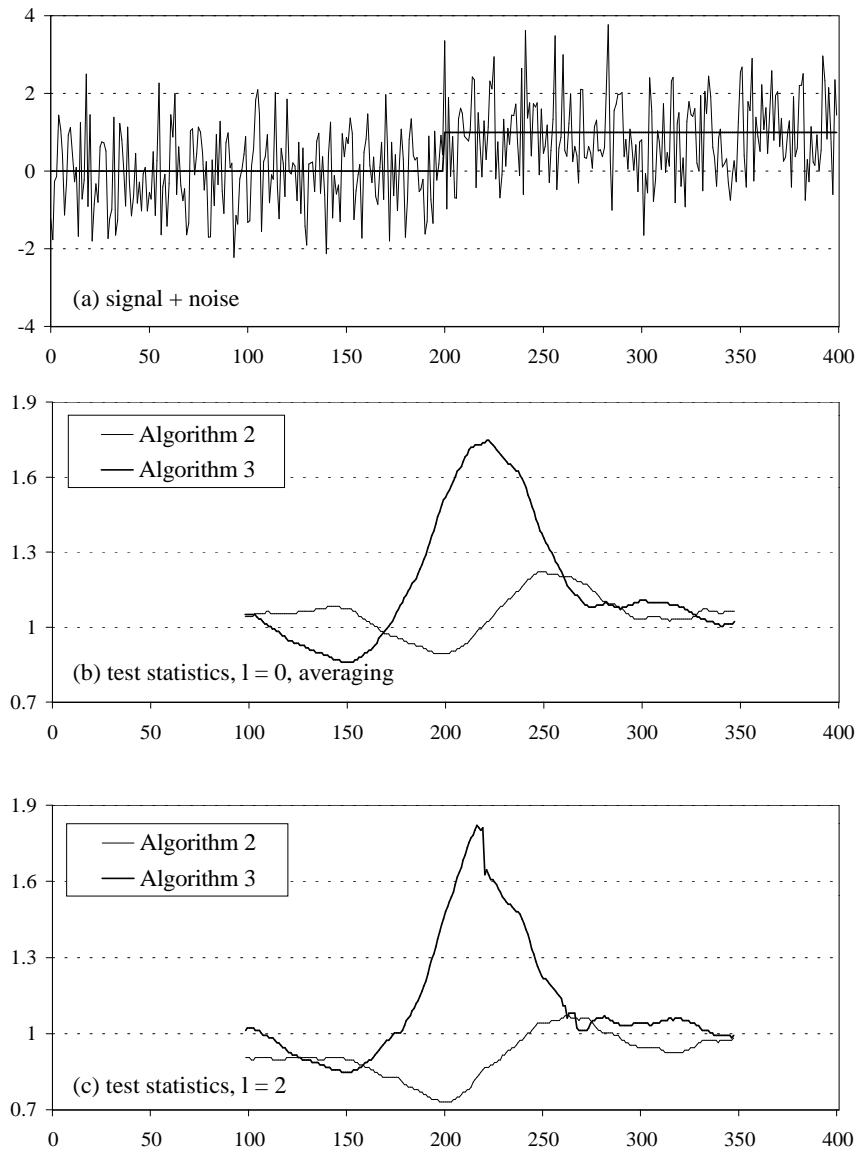 4
2
0
-2
-4
(a) signal + noise
0 50 100 150 200 250 300 350 400
1.9
1.6
1.3
1
0.7
Algorithm 2
Algorithm 3
(b) test statistics, l = 0, averaging
0 50 100 150 200 250 300 350 400
1.9
1.6
1.3
1
0.7
Algorithm 2
Algorithm 3
(c) test statistics, l = 2
0 50 100 150 200 250 300 350 400